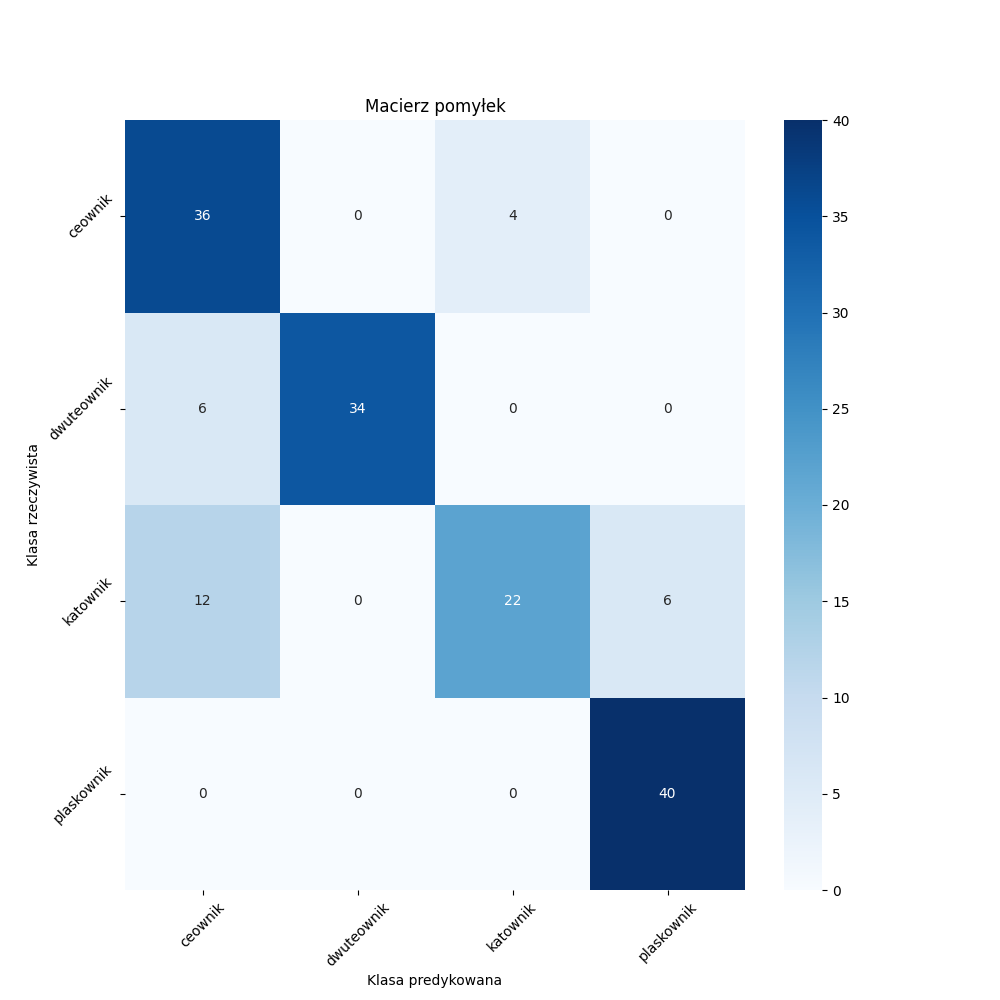 Macierz pomyłek
ceownik
36 0 4 0
dwuteownik
6 34 0 0
katownik
12 0 22 6
plaskownik
0 0 0 40
Klasa rzeczywista
ceownik dwuteownik katownik plaskownik
Klasa predykowana
40
35
30
25
20
15
10
5
0